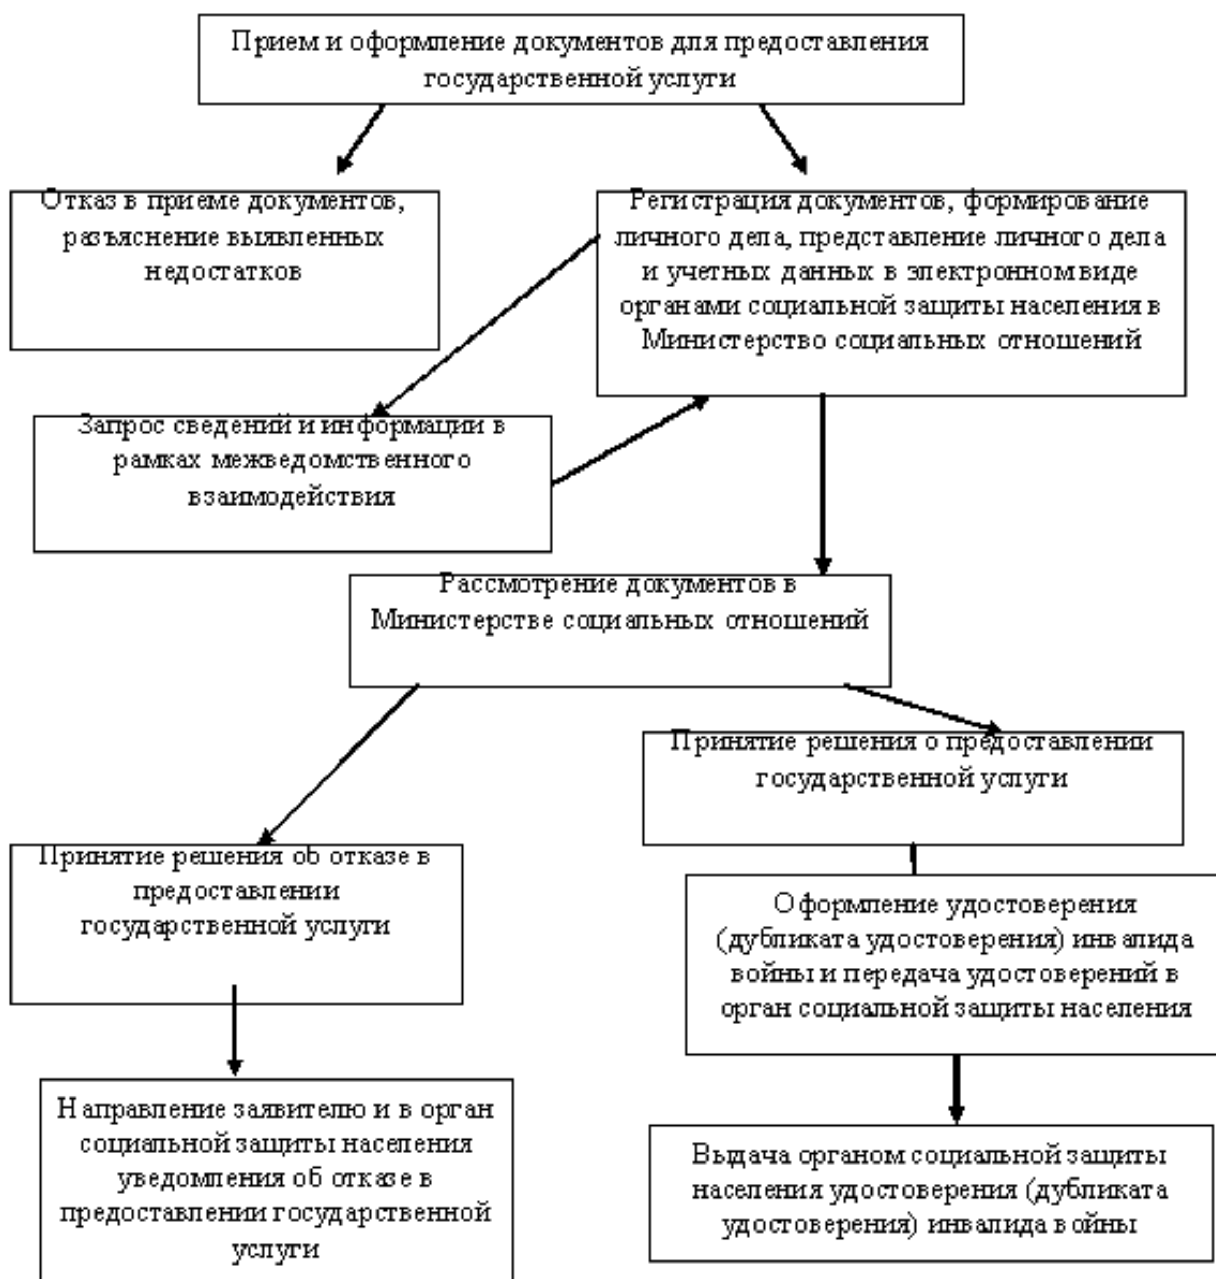 Прием и оформление документов для предоставления
государственной услуги
Отказ в приеме документов,
разъяснение выявленных
недостатков
Регистрация документов, формирование
личного дела, представление личного дела
и учетных данных в электронном виде
органами социальной защиты населения в
Министерство социальных отношений
Запрос сведений и информации в
рамках межведомственного
взаимодействия
Рассмотрение документов в
Министерстве социальных отношений
Принятие решения о предоставлении
государственной услуги
Принятие решения об отказе в
предоставлении
государственной услуги
Оформление удостоверения
(дубликата удостоверения) инвалида
войны и передача удостоверений в
орган социальной защиты населения
Направление заявителю и в орган
социальной защиты населения
уведомления об отказе в
предоставлении государственной
услуги
Выдача органом социальной защиты
населения удостоверения (дубликата
удостоверения) инвалида войны